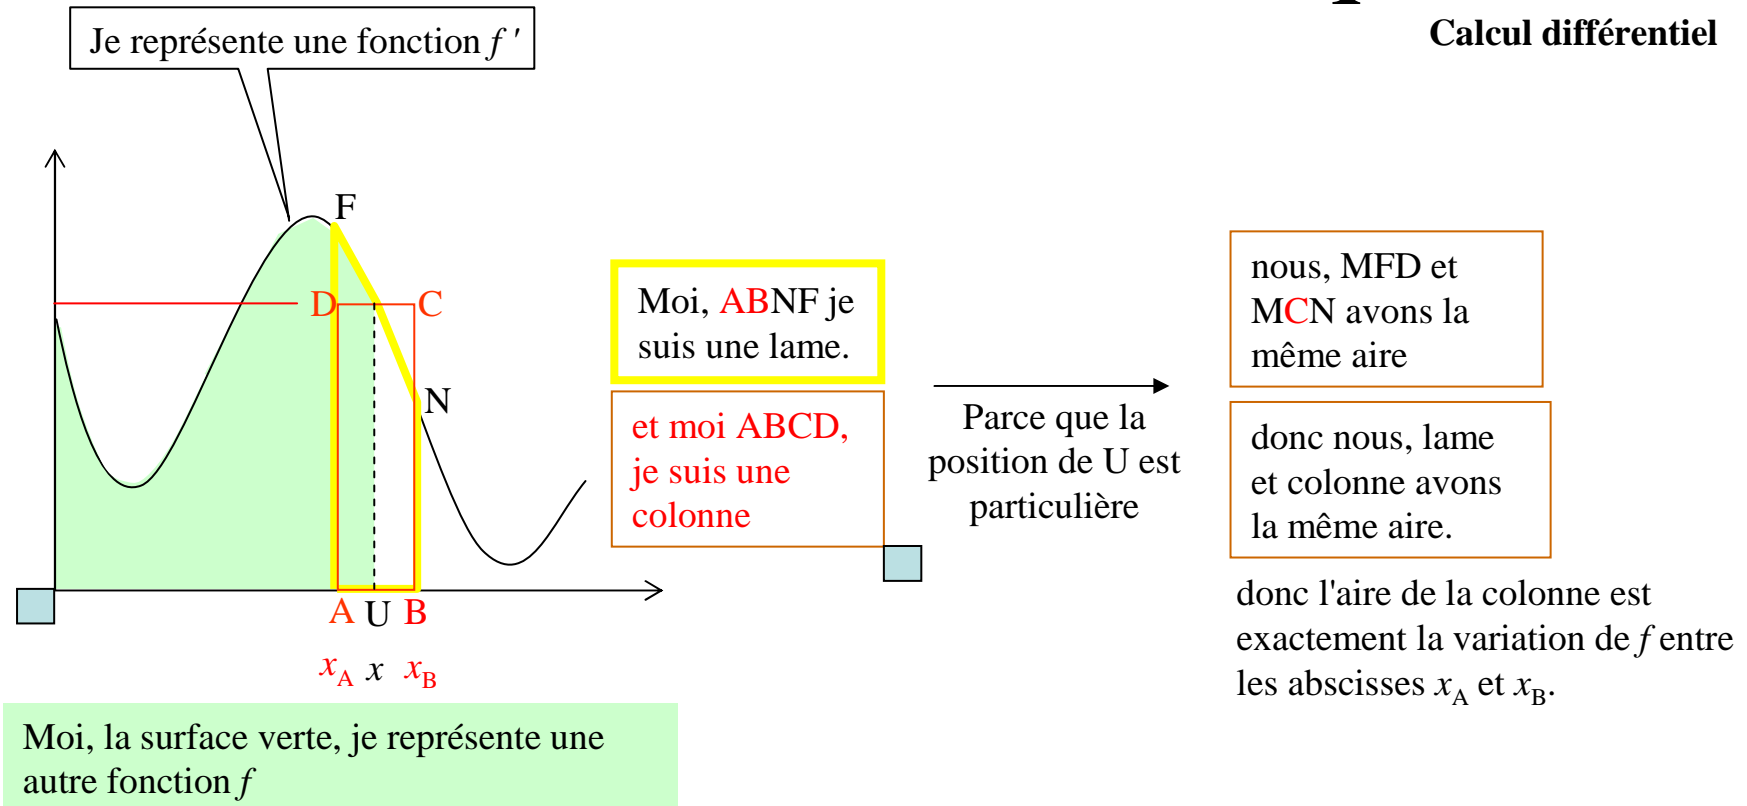 Calcul différentiel
Je représente une fonction f '
F
D
C
N
A U B
xA x xB
Moi, ABNF je
suis une lame.
et moi ABCD,
je suis une
colonne
Parce que la
position de U est
particulière
nous, MFD et
MCN avons la
même aire
donc nous, lame
et colonne avons
la même aire.
donc l'aire de la colonne est
exactement la variation de f entre
les abscisses xA et xB.
Moi, la surface verte, je représente une
autre fonction f